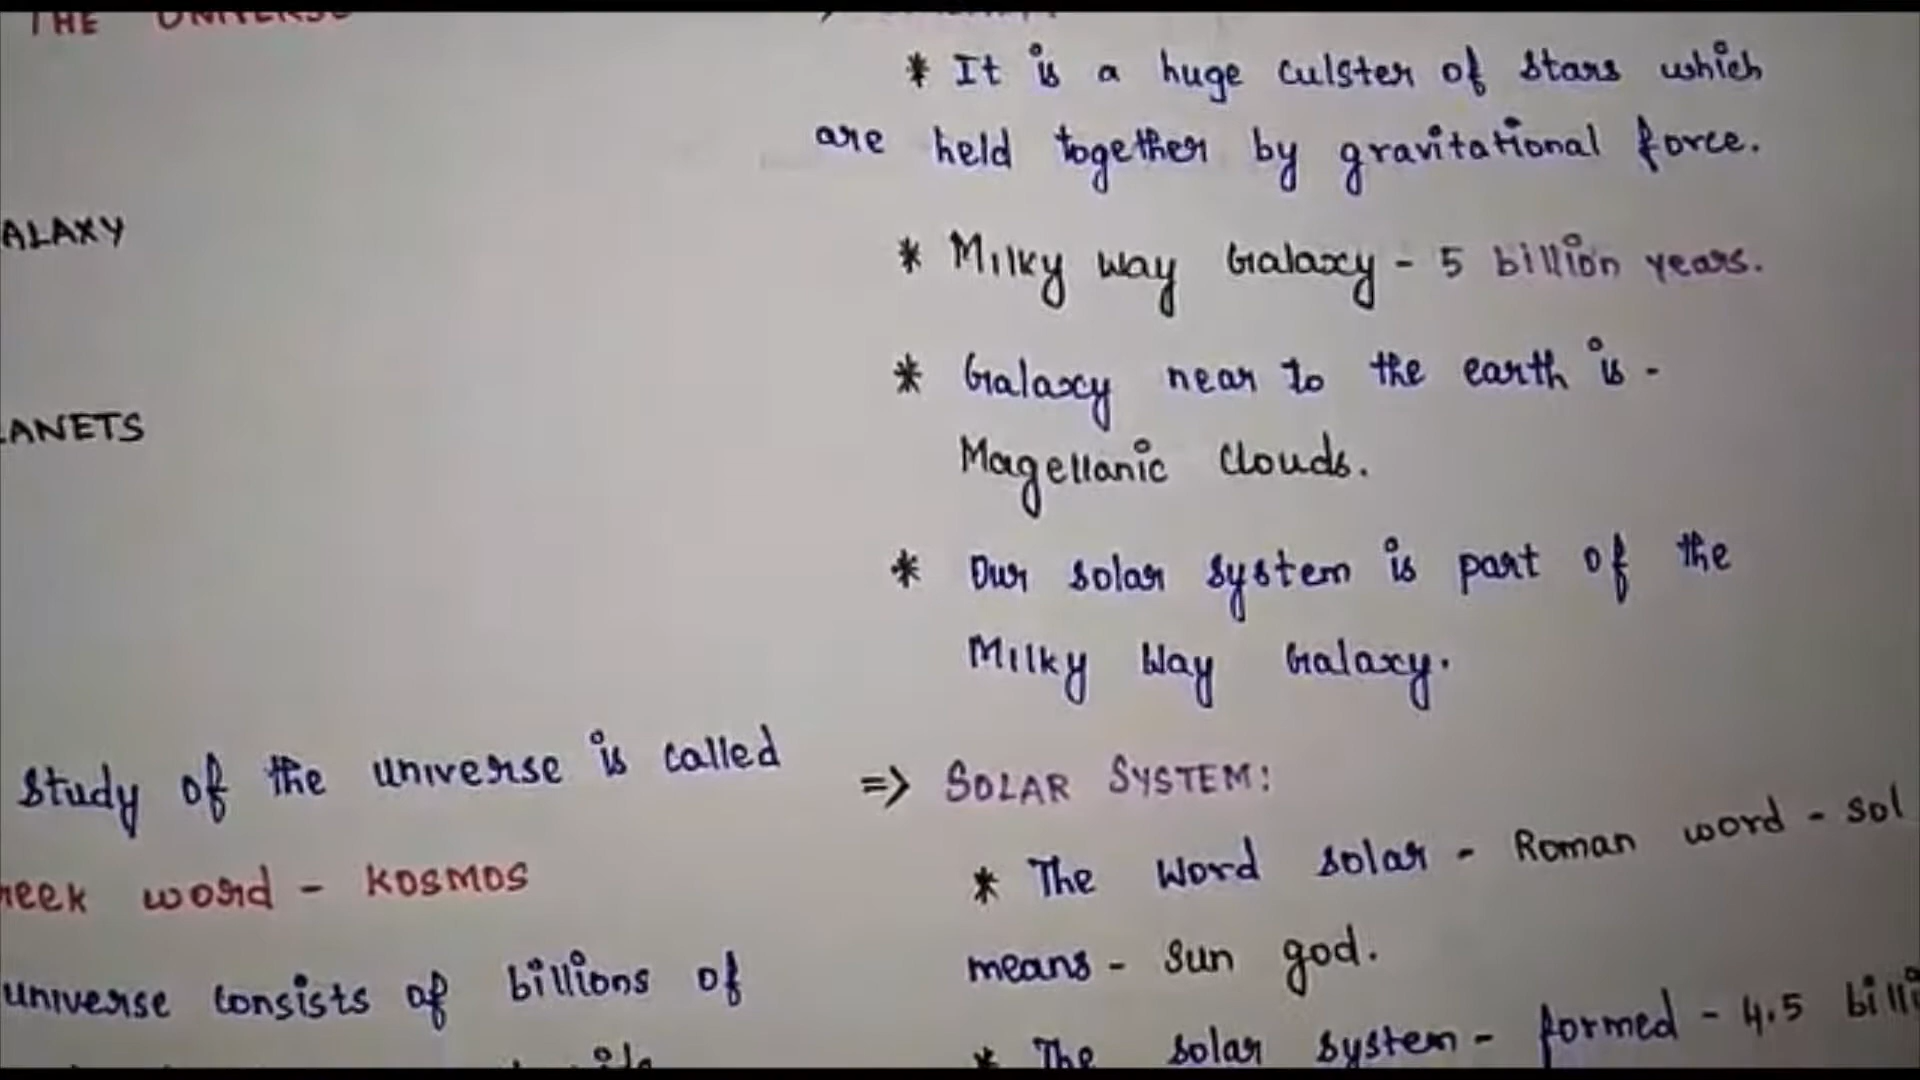 THE UNIVERSE
ALAXY
LANETS
Study of the universe is called
reek word - KOSMOS
universe consists of billions of
* It is a huge culster of stars which
are held together by gravitational force.
* Milky way Galaxy - 5 billion years.
* Galaxy near to the earth is -
Magellanic Clouds.
* Our solar system is part of the
Milky Way Galaxy.
=> SOLAR SYSTEM:
* The word solar - Roman word - sol
means - sun god.
* The solar system - formed - 4.5 billi